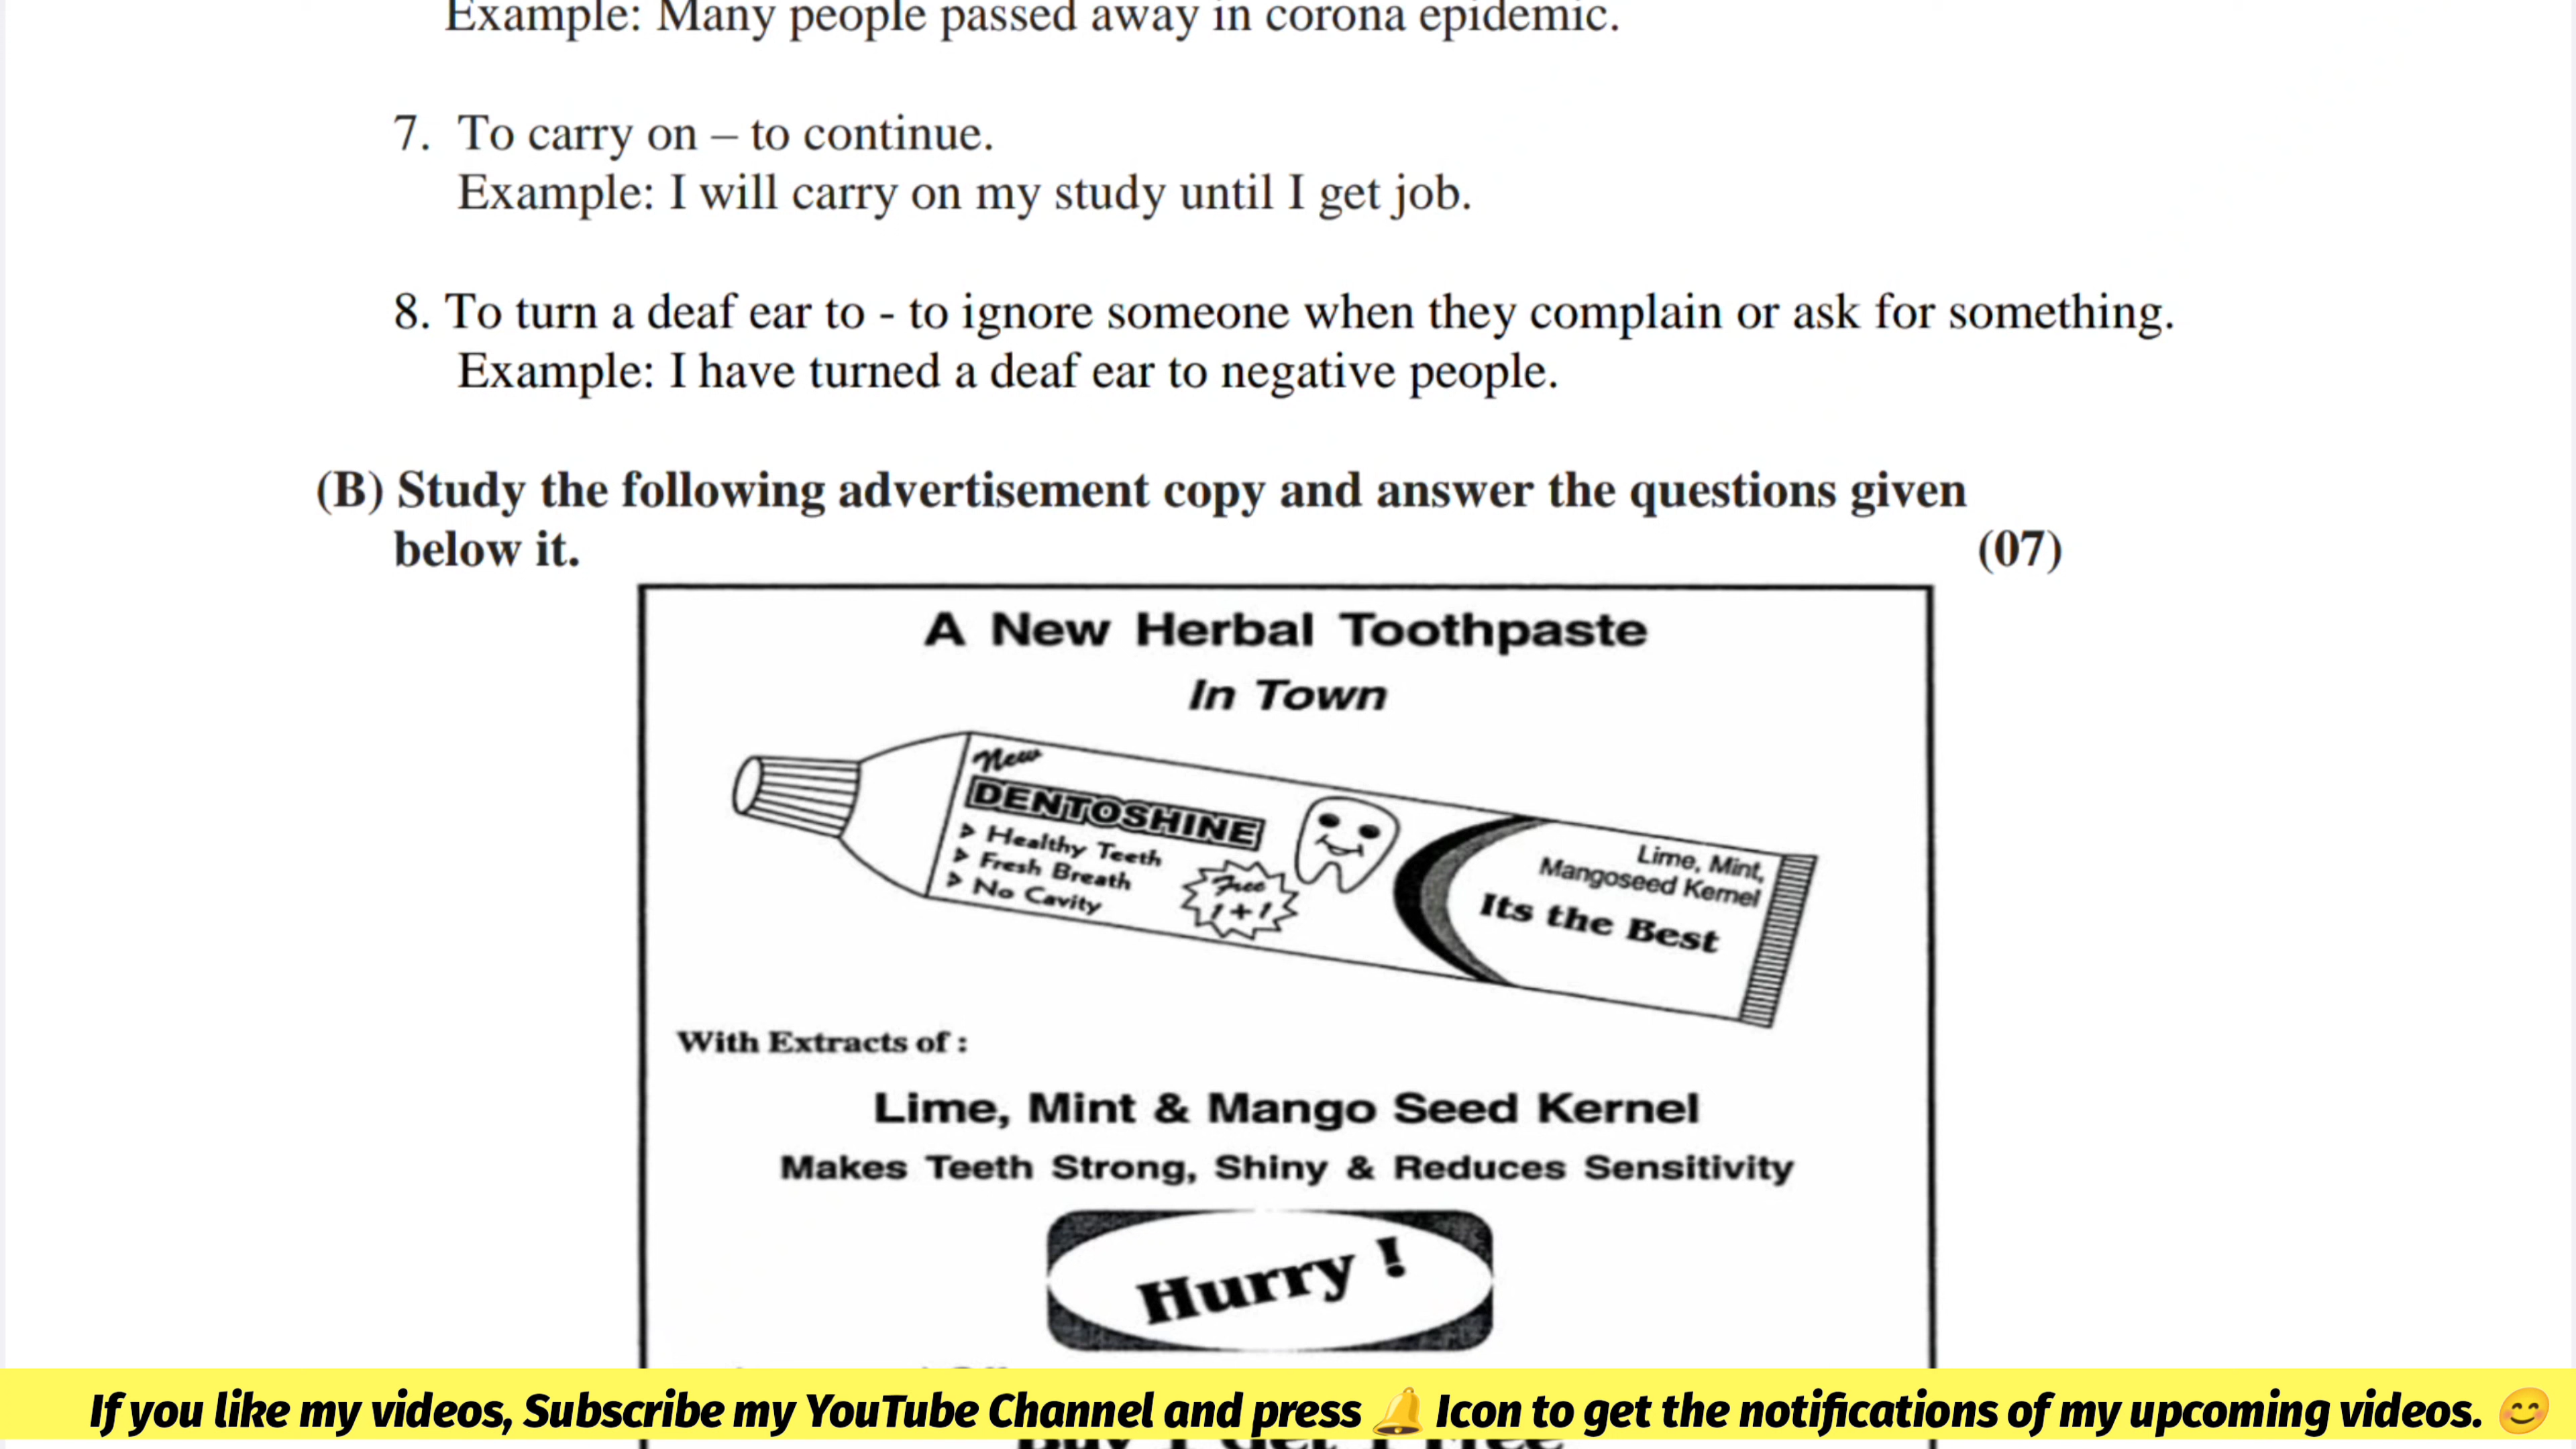 Example: Many people passed away in corona epidemic.
7. To carry on – to continue.
Example: I will carry on my study until I get job.
8. To turn a deaf ear to - to ignore someone when they complain or ask for something.
Example: I have turned a deaf ear to negative people.
(B) Study the following advertisement copy and answer the questions given
below it. (07)
A New Herbal Toothpaste
In Town
New
DENTOSHINE
Healthy Teeth
Fresh Breath
No Cavity
Free
1+1
Lime, Mint,
Mangoseed Kernel
Its the Best
With Extracts of :
Lime, Mint & Mango Seed Kernel
Makes Teeth Strong, Shiny & Reduces Sensitivity
Hurry !
If you like my videos, Subscribe my YouTube Channel and press 🔔 Icon to get the notifications of my upcoming videos. 😊